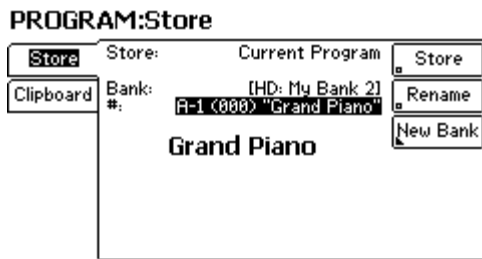 PROGRAM:Store
Store
Clipboard
Store: Current Program
Bank: [HD: My Bank 2]
#: A-1 (000) "Grand Piano"
Grand Piano
Store
Rename
New Bank